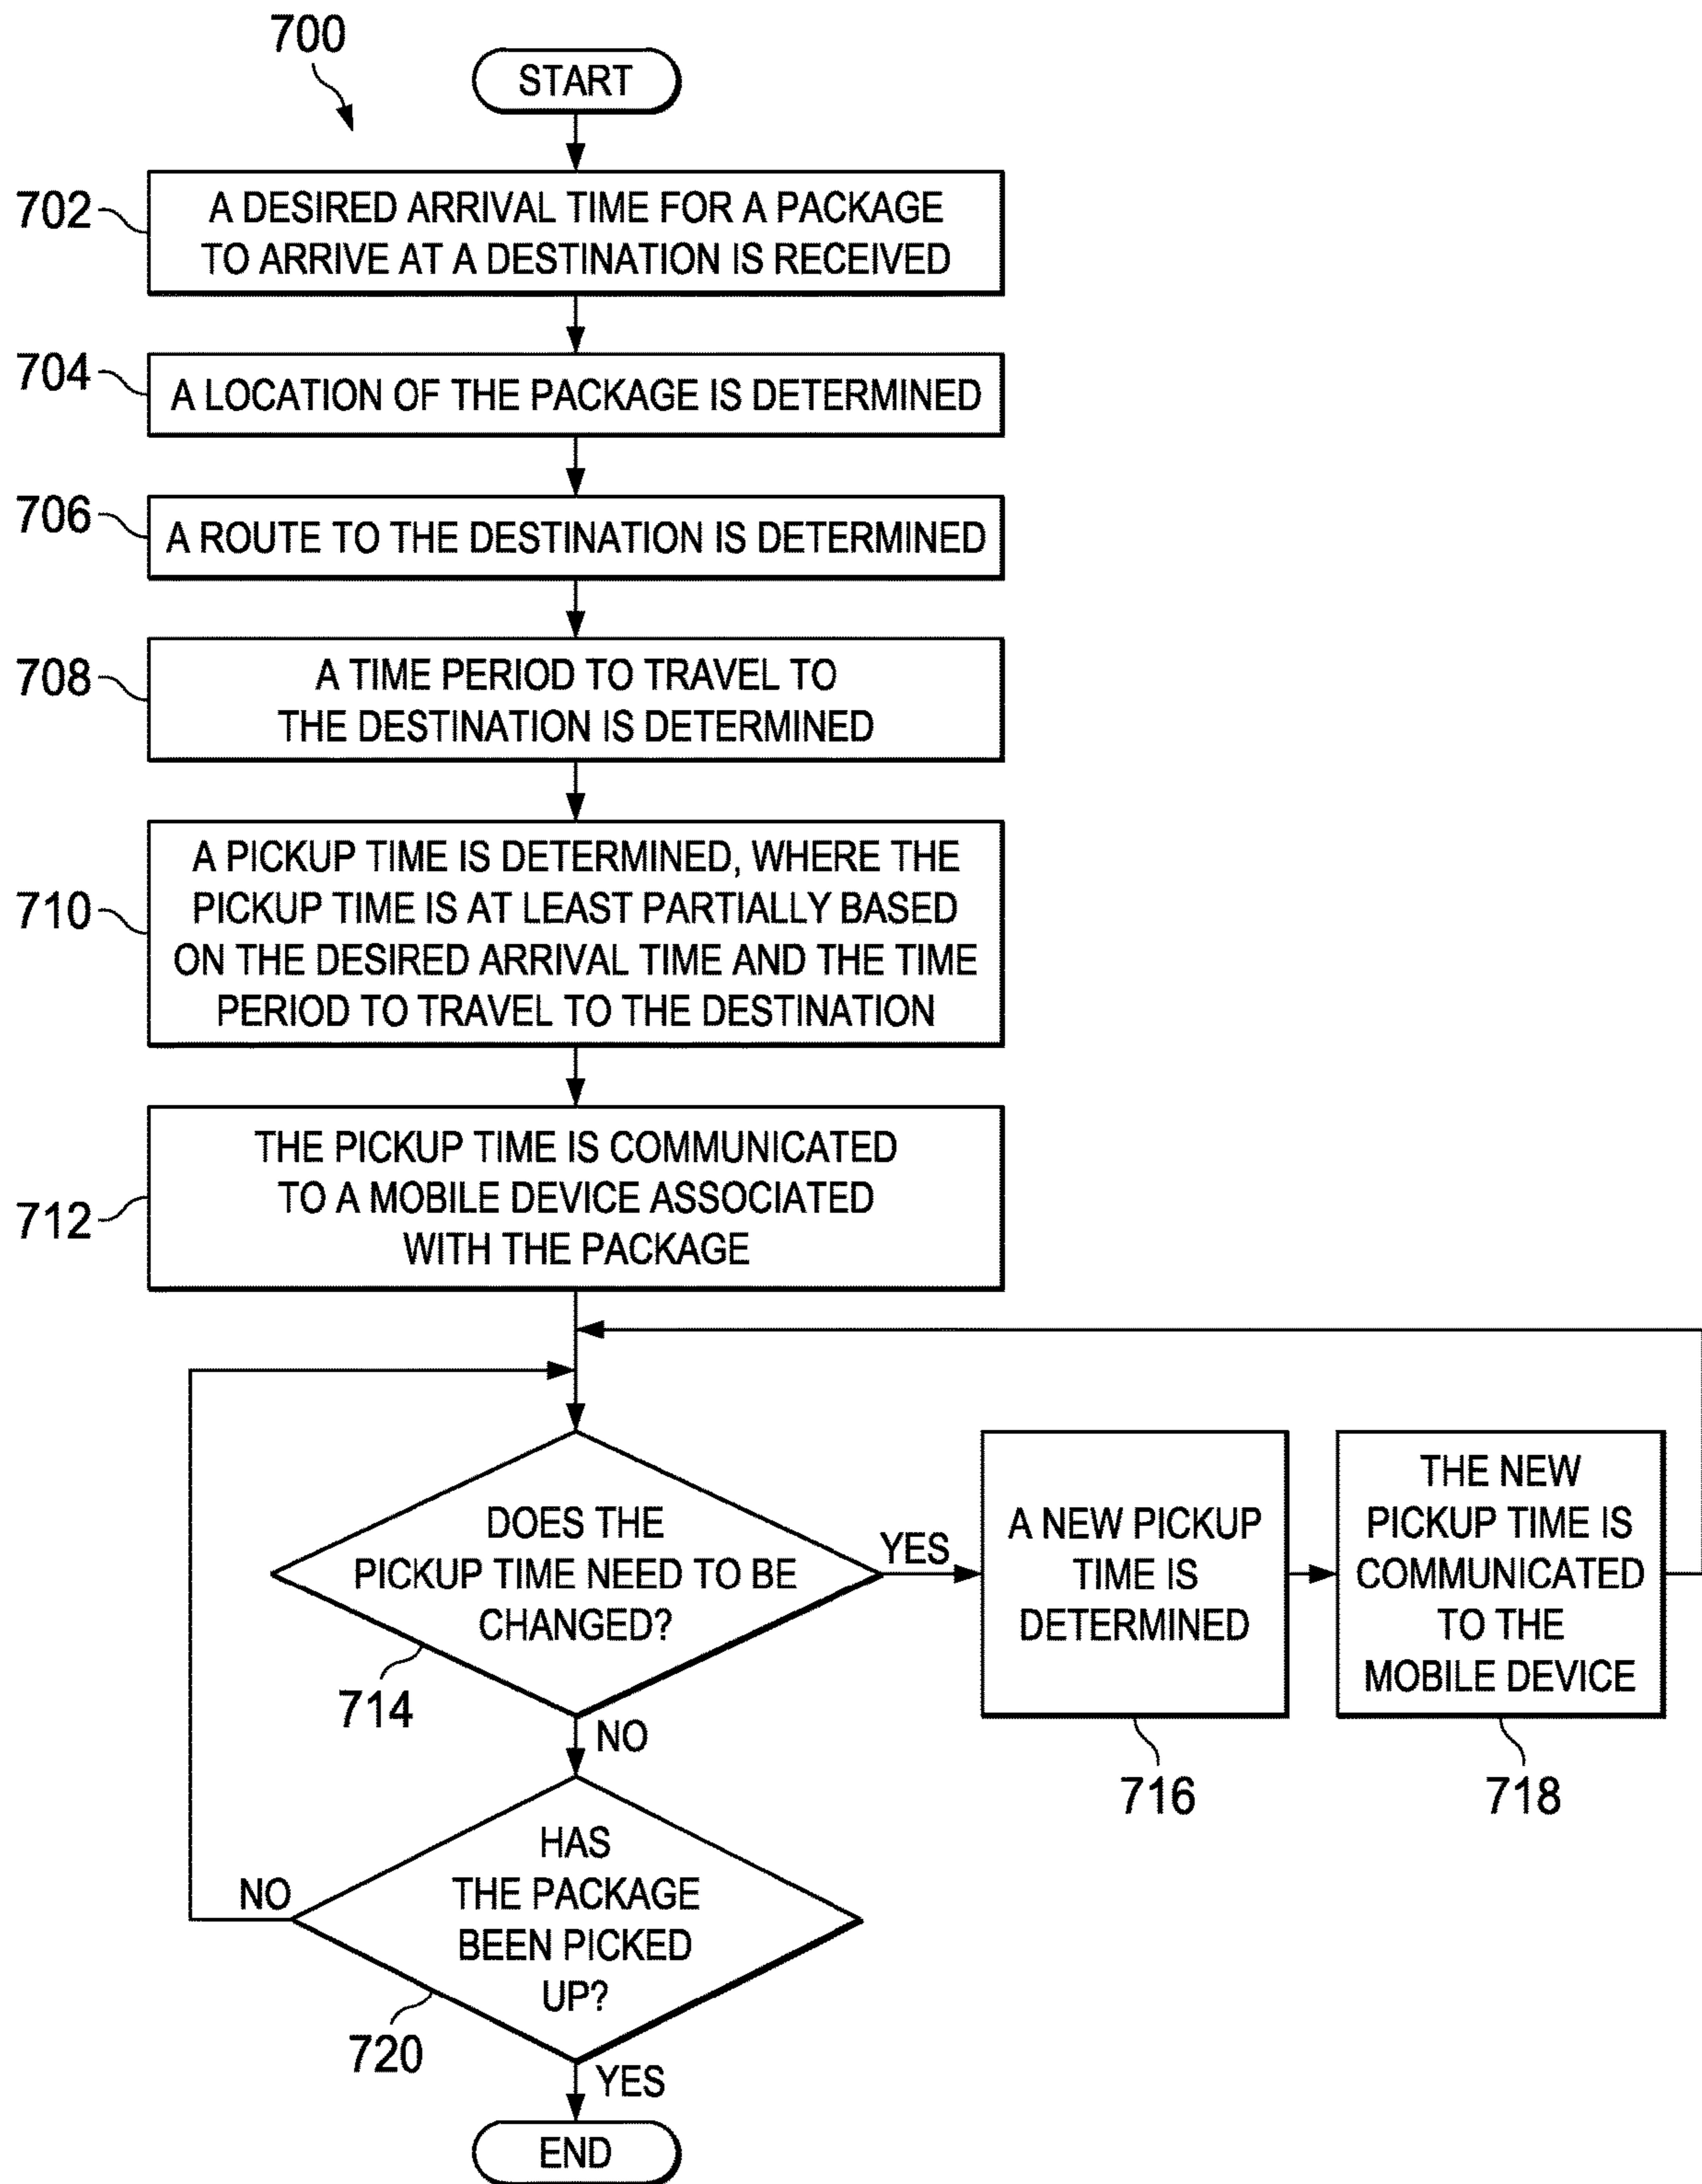 700
START
702
A DESIRED ARRIVAL TIME FOR A PACKAGE
TO ARRIVE AT A DESTINATION IS RECEIVED
704
A LOCATION OF THE PACKAGE IS DETERMINED
706
A ROUTE TO THE DESTINATION IS DETERMINED
708
A TIME PERIOD TO TRAVEL TO
THE DESTINATION IS DETERMINED
710
A PICKUP TIME IS DETERMINED, WHERE THE
PICKUP TIME IS AT LEAST PARTIALLY BASED
ON THE DESIRED ARRIVAL TIME AND THE TIME
PERIOD TO TRAVEL TO THE DESTINATION
712
THE PICKUP TIME IS COMMUNICATED
TO A MOBILE DEVICE ASSOCIATED
WITH THE PACKAGE
DOES THE
PICKUP TIME NEED TO BE
CHANGED?
714
YES
A NEW PICKUP
TIME IS
DETERMINED
716
THE NEW
PICKUP TIME IS
COMMUNICATED
TO THE
MOBILE DEVICE
718
NO
HAS
THE PACKAGE
BEEN PICKED
UP?
720
NO
YES
END